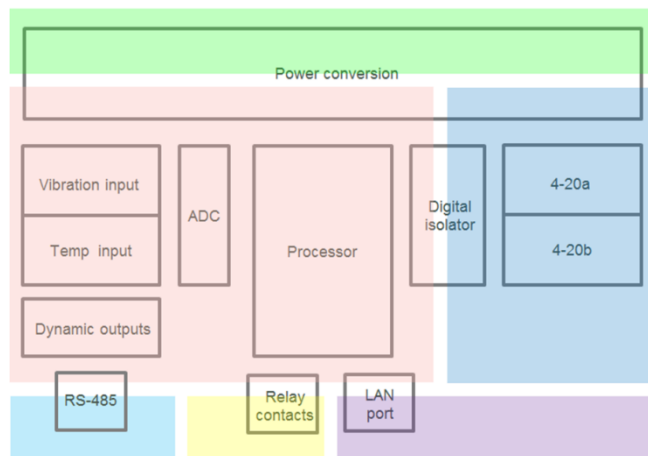 Power conversion
Vibration input
ADC
Processor
Digital
isolator
4-20a
Temp input
4-20b
Dynamic outputs
RS-485
Relay
contacts
LAN
port